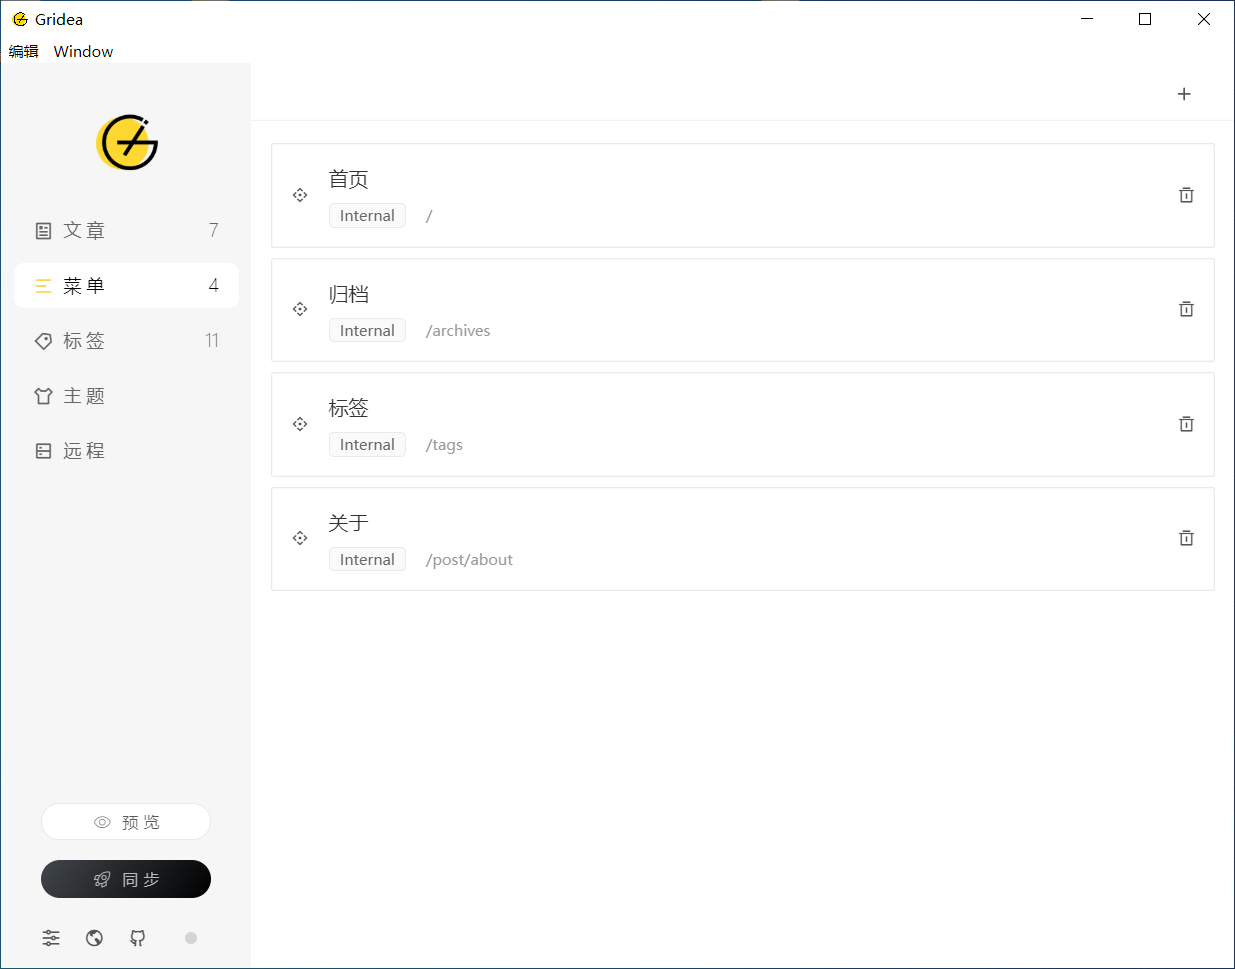 Gridea
编辑 Window
文章 7
菜单 4
标签 11
主题
远程
预览
同步
首页
Internal /
归档
Internal /archives
标签
Internal /tags
关于
Internal /post/about